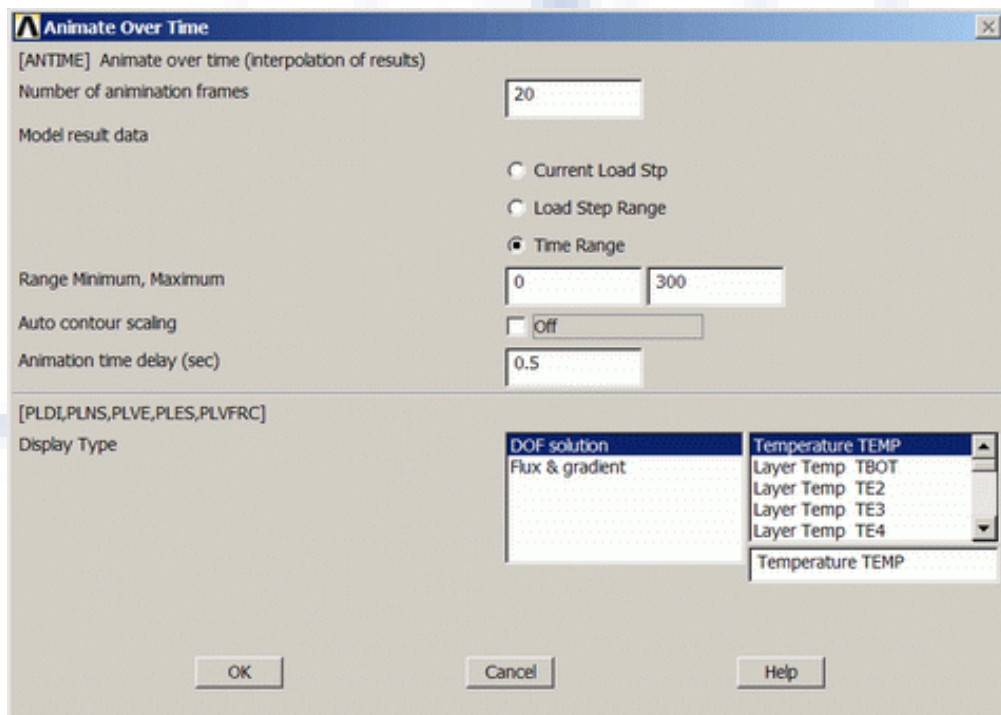 Animate Over Time
[ANTIME] Animate over time (interpolation of results)
Number of animination frames
20
Model result data
Current Load Stp
Load Step Range
Time Range
Range Minimum, Maximum
0
300
Auto contour scaling
Off
Animation time delay (sec)
0.5
[PLDI,PLNS,PLVE,PLES,PLVFRC]
Display Type
DOF solution
Flux & gradient
Temperature TEMP
Layer Temp TBOT
Layer Temp TE2
Layer Temp TE3
Layer Temp TE4
Temperature TEMP
OK
Cancel
Help